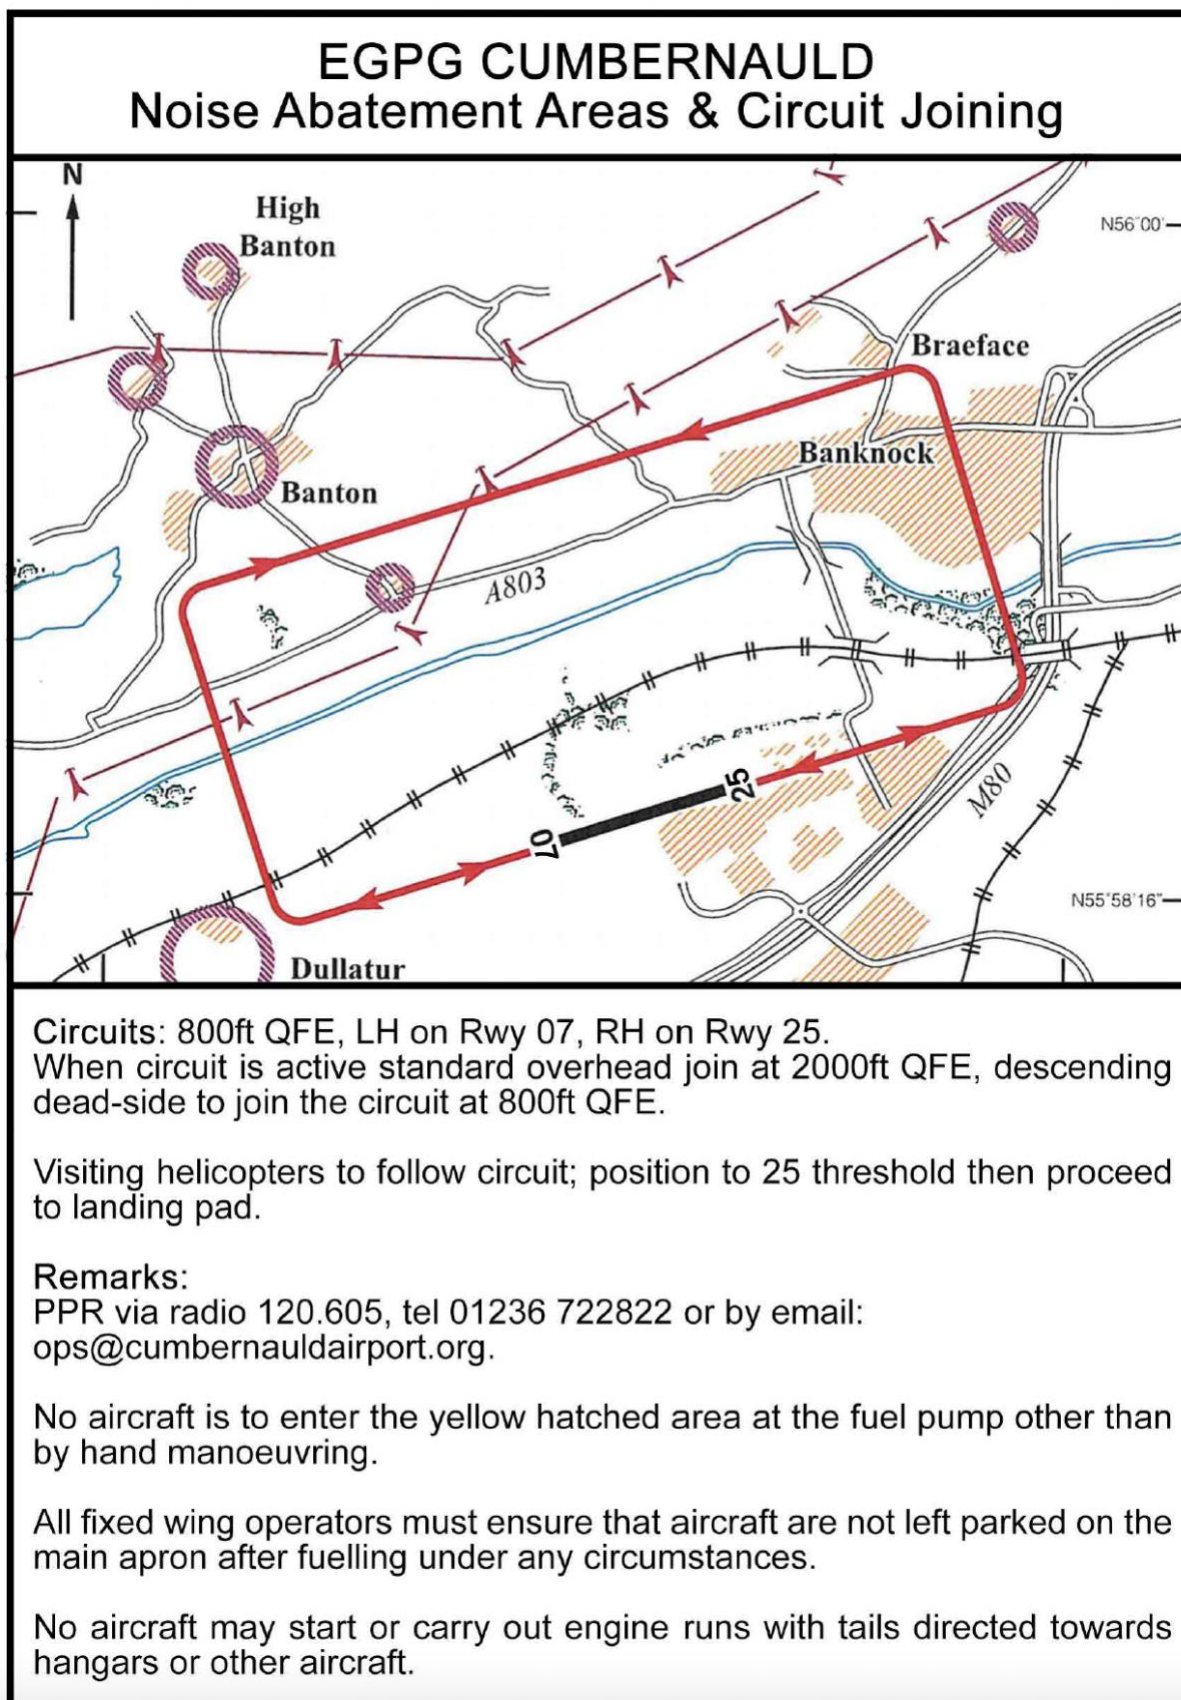 EGPG CUMBERNAULD
Noise Abatement Areas & Circuit Joining
N
High
Banton
N56°00'
Braeface
Banknock
Banton
A803
25
M80
07
N55°58'16"
Dullatur
Circuits: 800ft QFE, LH on Rwy 07, RH on Rwy 25.
When circuit is active standard overhead join at 2000ft QFE, descending
dead-side to join the circuit at 800ft QFE.
Visiting helicopters to follow circuit; position to 25 threshold then proceed
to landing pad.
Remarks:
PPR via radio 120.605, tel 01236 722822 or by email:
ops@cumbernauldairport.org.
No aircraft is to enter the yellow hatched area at the fuel pump other than
by hand manoeuvring.
All fixed wing operators must ensure that aircraft are not left parked on the
main apron after fuelling under any circumstances.
No aircraft may start or carry out engine runs with tails directed towards
hangars or other aircraft.